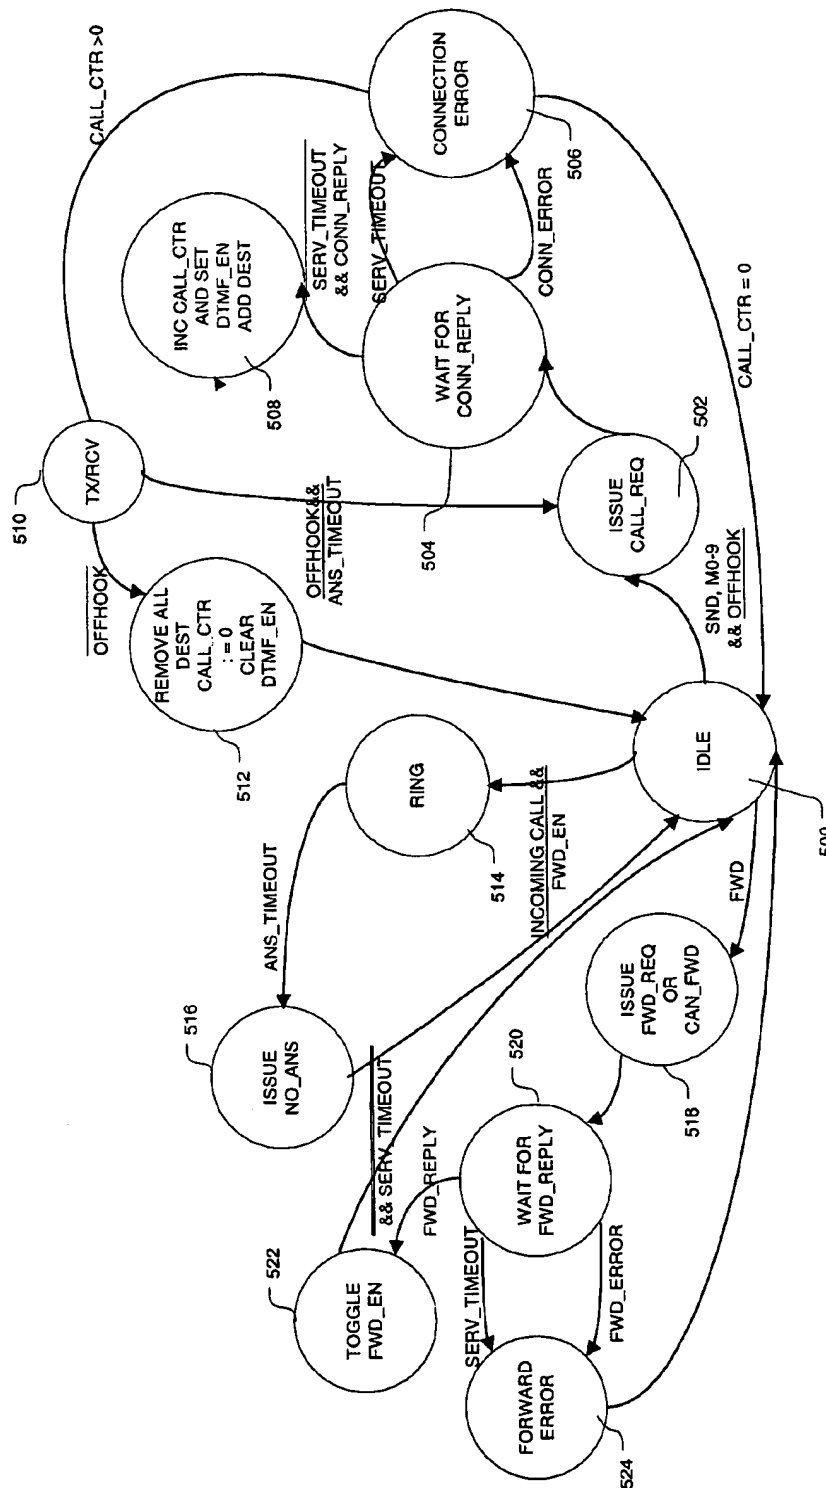 510
TX/RCV
OFFHOOK
CALL_CTR >0
REMOVE ALL
DEST
CALL_CTR
:= 0
CLEAR
DTMF_EN
512
INC CALL_CTR
AND SET
DTMF_EN
ADD DEST
508
516
ISSUE
NO_ANS
ANS_TIMEOUT
522
TOGGLE
FWD_EN
OFFHOOK&&
ANS_TIMEOUT
SERV_TIMEOUT
&& CONN_REPLY
SERV_TIMEOUT
CONNECTION
ERROR
506
&& SERV_TIMEOUT
FWD_REPLY
RING
514
WAIT FOR
CONN_REPLY
504
CONN_ERROR
520
WAIT FOR
FWD_REPLY
SERV_TIMEOUT
FWD_ERROR
FORWARD
ERROR
524
INCOMING CALL &&
FWD_EN
ISSUE
CALL_REQ
502
ISSUE
FWD_REQ
OR
CAN_FWD
518
SND, M0-9
&& OFFHOOK
CALL_CTR = 0
IDLE
FWD